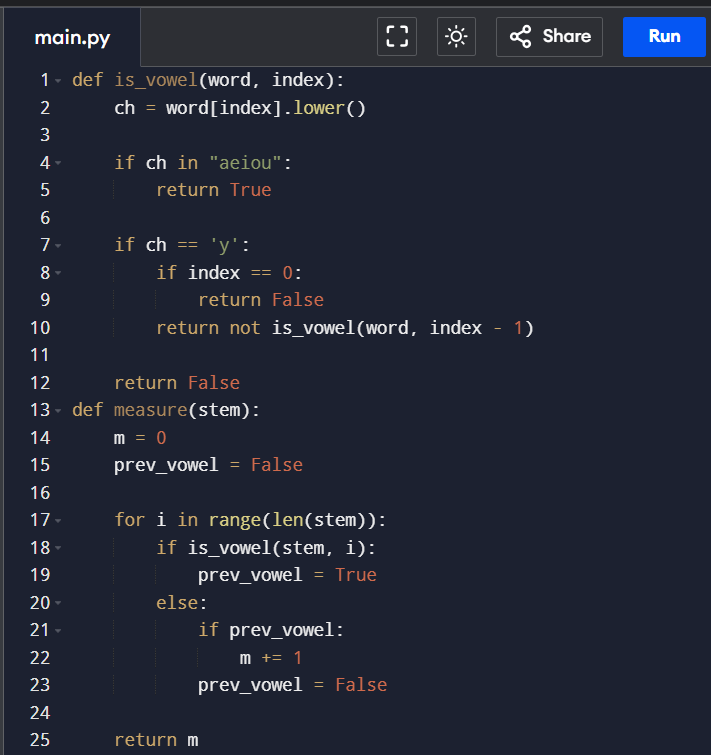 main.py Share Run
1 def is_vowel(word, index):
2     ch = word[index].lower()
3
4     if ch in "aeiou":
5         return True
6
7     if ch == 'y':
8         if index == 0:
9             return False
10         return not is_vowel(word, index - 1)
11
12     return False
13 def measure(stem):
14     m = 0
15     prev_vowel = False
16
17     for i in range(len(stem)):
18         if is_vowel(stem, i):
19             prev_vowel = True
20         else:
21             if prev_vowel:
22                 m += 1
23             prev_vowel = False
24
25     return m